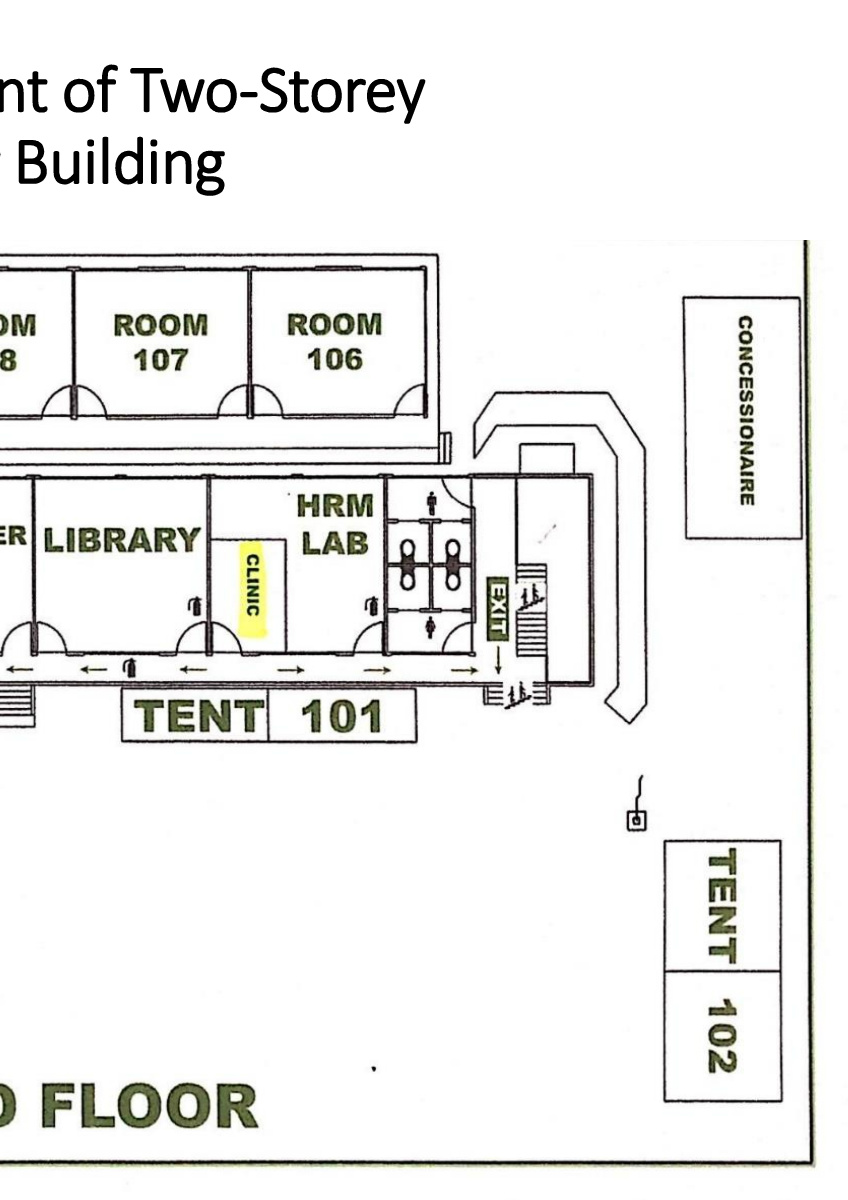 nt of Two-Storey
Building
OM
8
ROOM
107
ROOM
106
CONCESSIONAIRE
ER
LIBRARY
HRM
LAB
CLINIC
EXIT
TENT 101
TENT 102
FLOOR